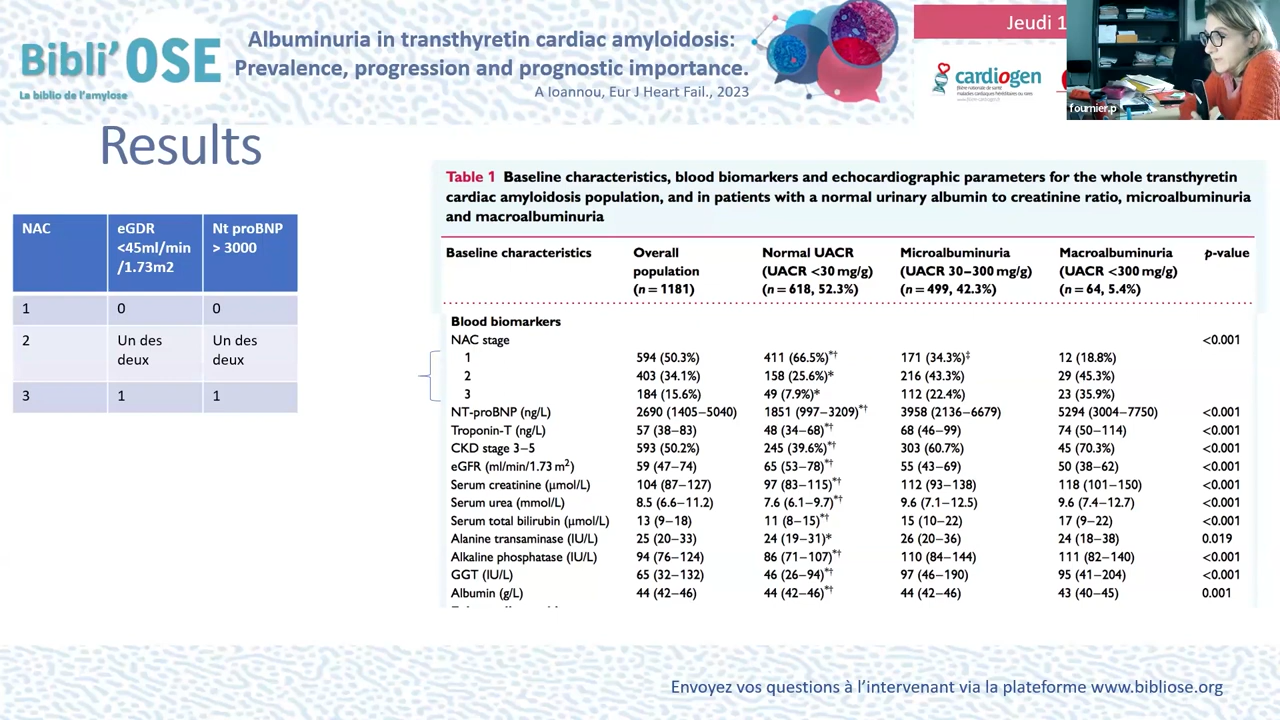 Bibli'OSE
La biblio de l'amylose
Albuminuria in transthyretin cardiac amyloidosis:
Prevalence, progression and prognostic importance.
A Ioannou, Eur J Heart Fail., 2023
Jeudi 1
cardiogen
filière nationale de santé
maladies cardiaques héréditaires ou rares
fournier.p
Results
NAC eGDR <45ml/min /1.73m2 Nt proBNP > 3000
1 0 0
2 Un des deux Un des deux
3 1 1
Table 1 Baseline characteristics, blood biomarkers and echocardiographic parameters for the whole transthyretin
cardiac amyloidosis population, and in patients with a normal urinary albumin to creatinine ratio, microalbuminuria
and macroalbuminuria
Baseline characteristics Overall Normal UACR Microalbuminuria Macroalbuminuria p-value
population (UACR <30 mg/g) (UACR 30–300 mg/g) (UACR <300 mg/g)
(n = 1181) (n = 618, 52.3%) (n = 499, 42.3%) (n = 64, 5.4%)
Blood biomarkers
NAC stage <0.001
1 594 (50.3%) 411 (66.5%)*† 171 (34.3%)‡ 12 (18.8%)
2 403 (34.1%) 158 (25.6%)* 216 (43.3%) 29 (45.3%)
3 184 (15.6%) 49 (7.9%)* 112 (22.4%) 23 (35.9%)
NT-proBNP (ng/L) 2690 (1405–5040) 1851 (997–3209)*† 3958 (2136–6679) 5294 (3004–7750) <0.001
Troponin-T (ng/L) 57 (38–83) 48 (34–68)*† 68 (46–99) 74 (50–114) <0.001
CKD stage 3–5 593 (50.2%) 245 (39.6%)*† 303 (60.7%) 45 (70.3%) <0.001
eGFR (ml/min/1.73 m²) 59 (47–74) 65 (53–78)*† 55 (43–69) 50 (38–62) <0.001
Serum creatinine (μmol/L) 104 (87–127) 97 (83–115)*† 112 (93–138) 118 (101–150) <0.001
Serum urea (mmol/L) 8.5 (6.6–11.2) 7.6 (6.1–9.7)*† 9.6 (7.1–12.5) 9.6 (7.4–12.7) <0.001
Serum total bilirubin (μmol/L) 13 (9–18) 11 (8–15)*† 15 (10–22) 17 (9–22) <0.001
Alanine transaminase (IU/L) 25 (20–33) 24 (19–31)* 26 (20–36) 24 (18–38) 0.019
Alkaline phosphatase (IU/L) 94 (76–124) 86 (71–107)*† 110 (84–144) 111 (82–140) <0.001
GGT (IU/L) 65 (32–132) 46 (26–94)*† 97 (46–190) 95 (41–204) <0.001
Albumin (g/L) 44 (42–46) 44 (42–46)*† 44 (42–46) 43 (40–45) 0.001
Envoyez vos questions à l'intervenant via la plateforme www.bibliose.org